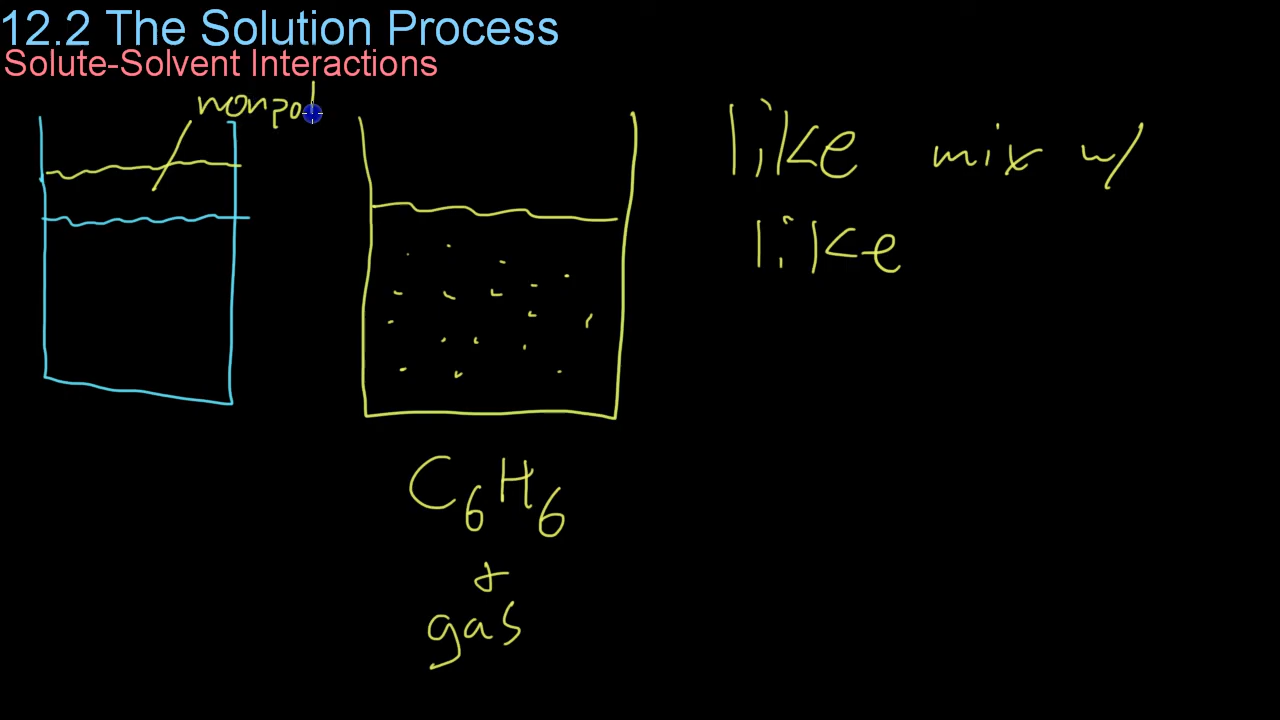 12.2 The Solution Process
Solute-Solvent Interactions
nonpol
like mix w/
like
C6H6
+
gas